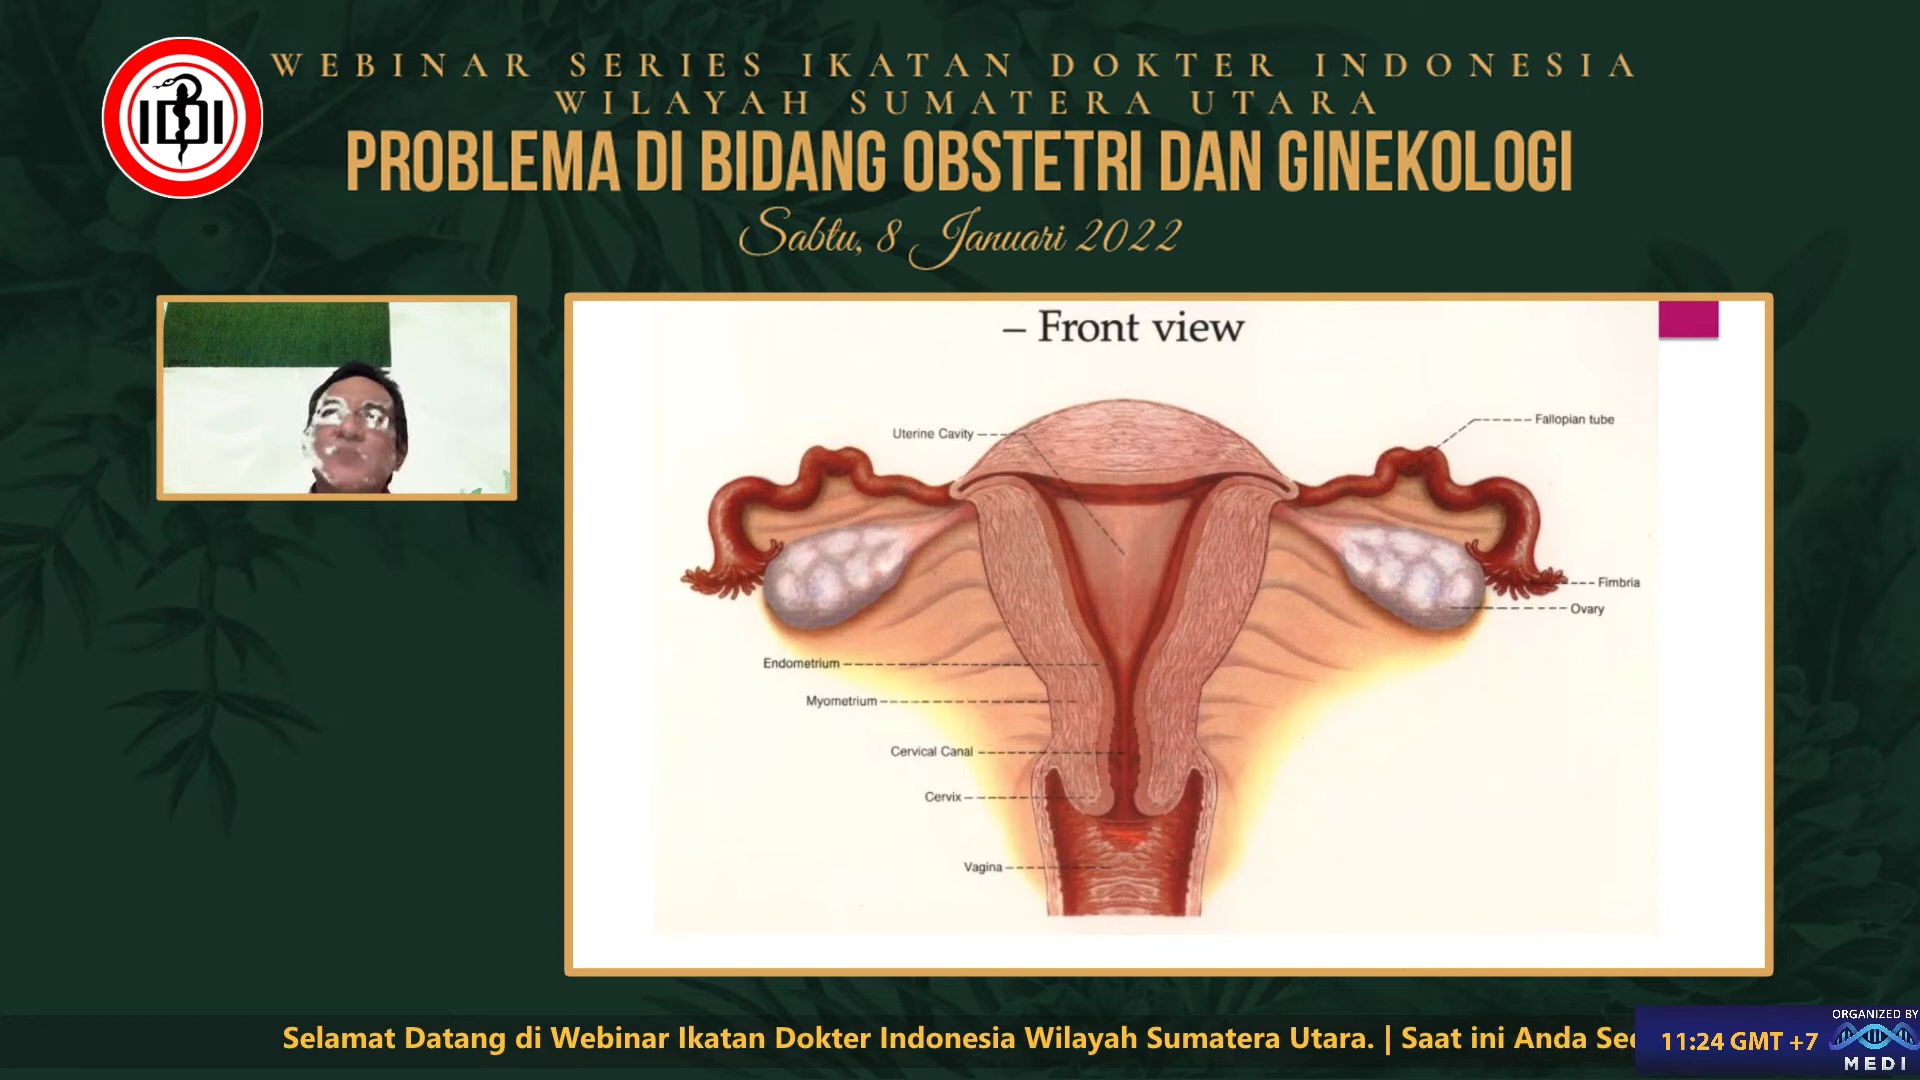 WEBINAR SERIES IKATAN DOKTER INDONESIA
WILAYAH SUMATERA UTARA
PROBLEMA DI BIDANG OBSTETRI DAN GINEKOLOGI
Sabtu, 8 Januari 2022
IDI
– Front view
Uterine Cavity
Fallopian tube
Fimbria
Ovary
Endometrium
Myometrium
Cervical Canal
Cervix
Vagina
Selamat Datang di Webinar Ikatan Dokter Indonesia Wilayah Sumatera Utara. | Saat ini Anda
11:24 GMT +7
ORGANIZED BY
MEDI